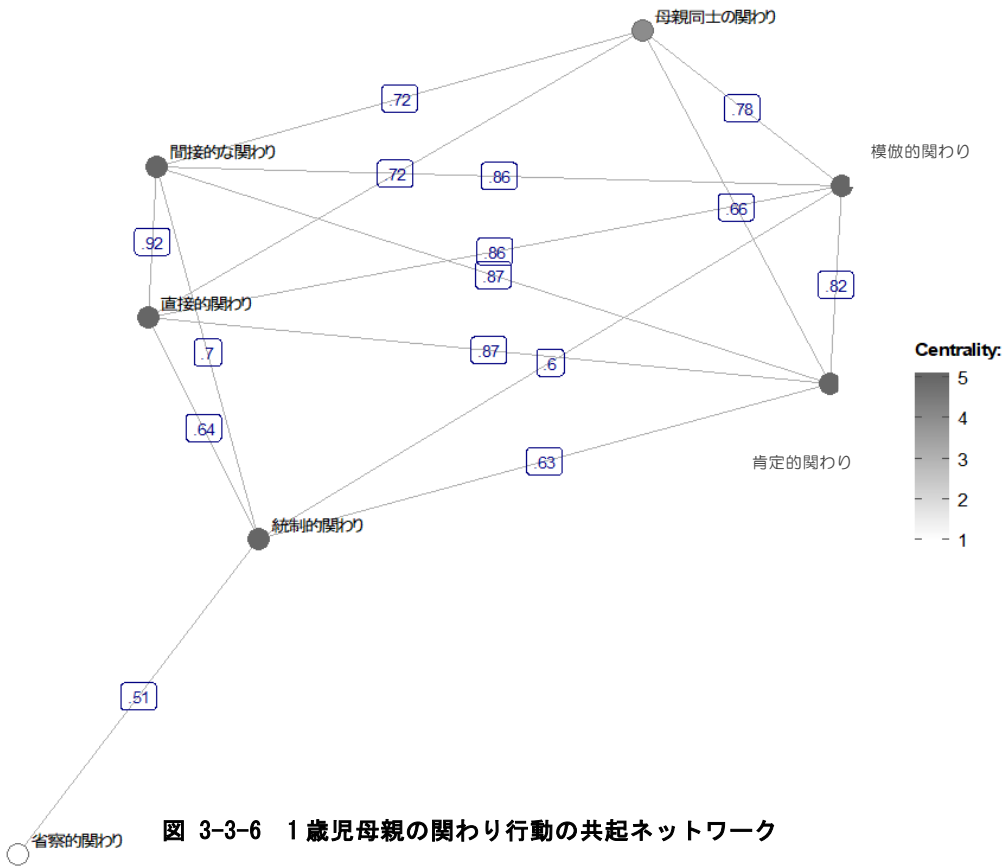 母親同士の関わり
.72
.78
間接的な関わり
模倣的関わり
.72
.86
.66
.92
.86
.87
.82
直接的関わり
.7
.87
.6
Centrality:
5
4
3
2
1
.64
.63
肯定的関わり
統制的関わり
.51
省察的関わり
図 3-3-6 1歳児母親の関わり行動の共起ネットワーク